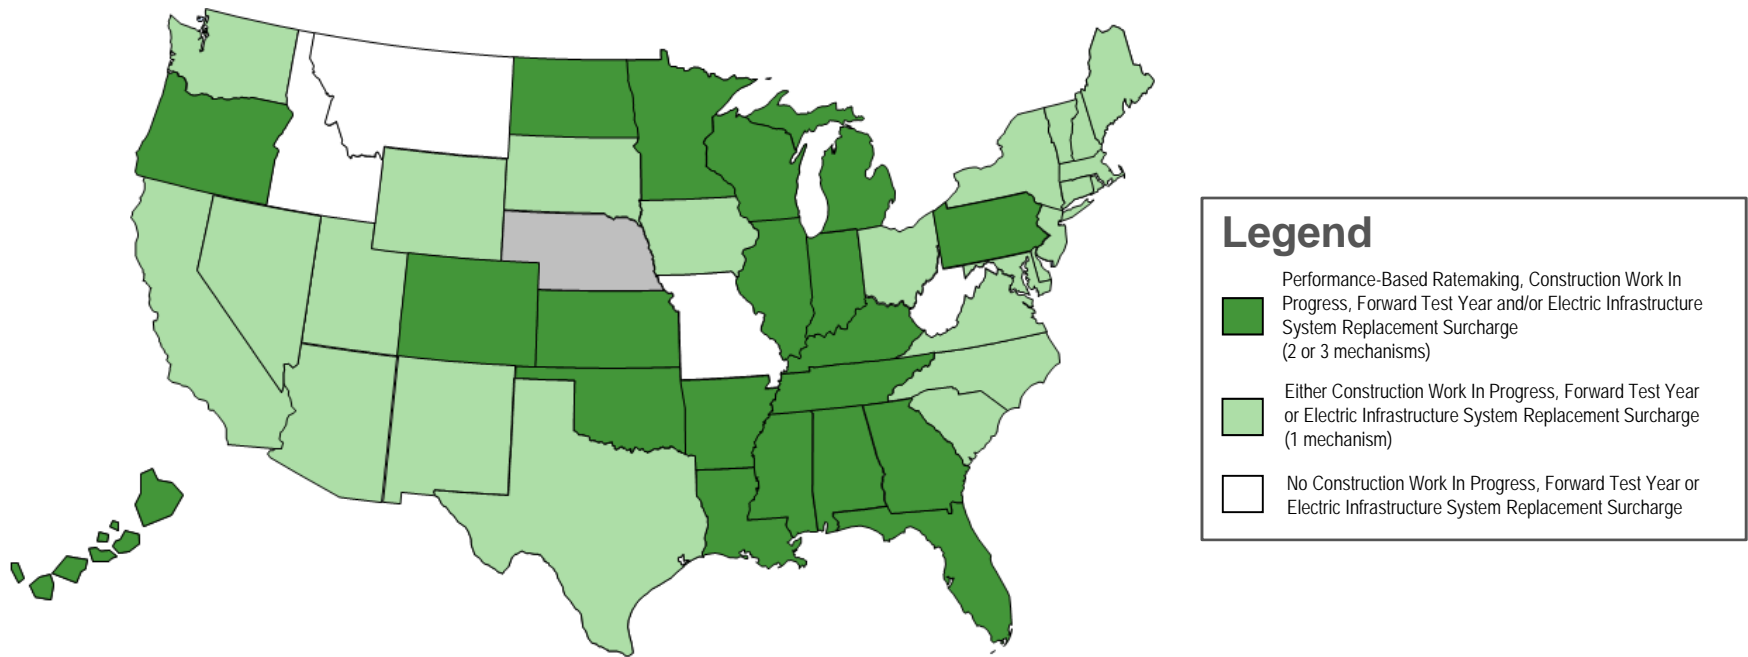 Legend
Performance-Based Ratemaking, Construction Work In
Progress, Forward Test Year and/or Electric Infrastructure
System Replacement Surcharge
(2 or 3 mechanisms)
Either Construction Work In Progress, Forward Test Year
or Electric Infrastructure System Replacement Surcharge
(1 mechanism)
No Construction Work In Progress, Forward Test Year or
Electric Infrastructure System Replacement Surcharge